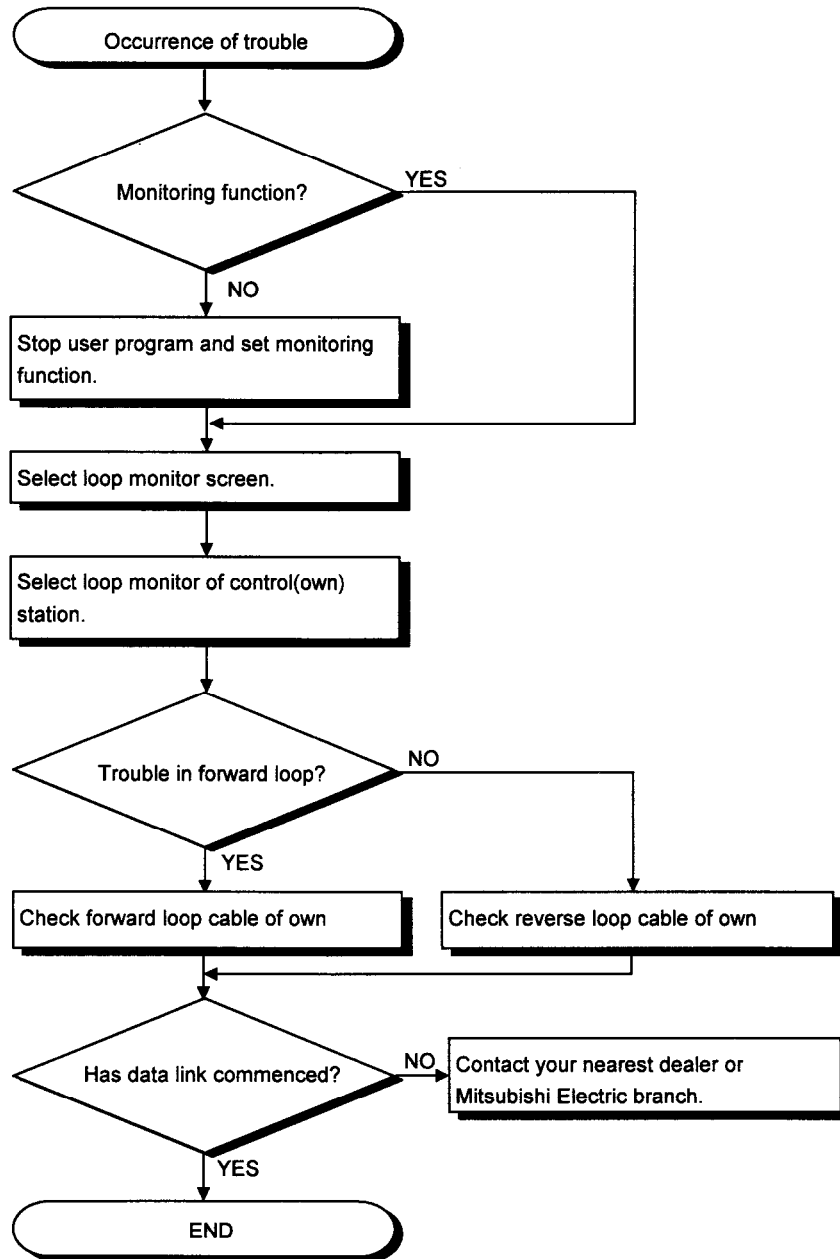 Occurrence of trouble
Monitoring function?
YES
NO
Stop user program and set monitoring
function.
Select loop monitor screen.
Select loop monitor of control(own)
station.
Trouble in forward loop?
NO
YES
Check forward loop cable of own
Check reverse loop cable of own
Has data link commenced?
NO
Contact your nearest dealer or
Mitsubishi Electric branch.
YES
END